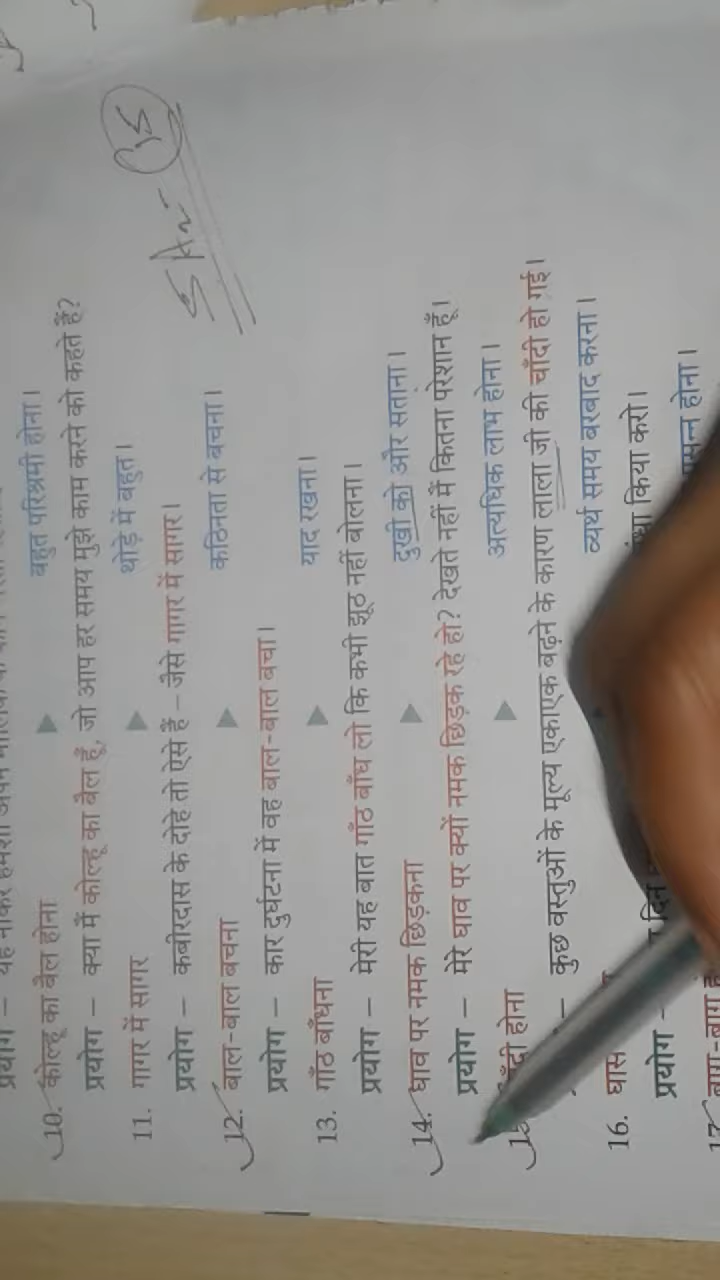 10. कोल्हू का बैल होना ▶ बहुत परिश्रमी होना।
प्रयोग – क्या मैं कोल्हू का बैल हूँ, जो आप हर समय मुझे काम करने को कहते हैं?
11. गागर में सागर ▶ थोड़े में बहुत।
प्रयोग – कबीरदास के दोहे तो ऐसे हैं – जैसे गागर में सागर।
12. बाल-बाल बचना ▶ कठिनता से बचना।
प्रयोग – कार दुर्घटना में वह बाल-बाल बचा।
13. गाँठ बाँधना ▶ याद रखना।
प्रयोग – मेरी यह बात गाँठ बाँध लो कि कभी झूठ नहीं बोलना।
14. घाव पर नमक छिड़कना ▶ दुखी को और सताना।
प्रयोग – मेरे घाव पर क्यों नमक छिड़क रहे हो? देखते नहीं मैं कितना परेशान हूँ।
होना ▶ अत्यधिक लाभ होना।
– कुछ वस्तुओं के मूल्य एकाएक बढ़ने के कारण लाला जी की चाँदी हो गई।
16. घास व्यर्थ समय बरबाद करना।
प्रयोग – दिन किया करो।
17. बाग-बाग होना।